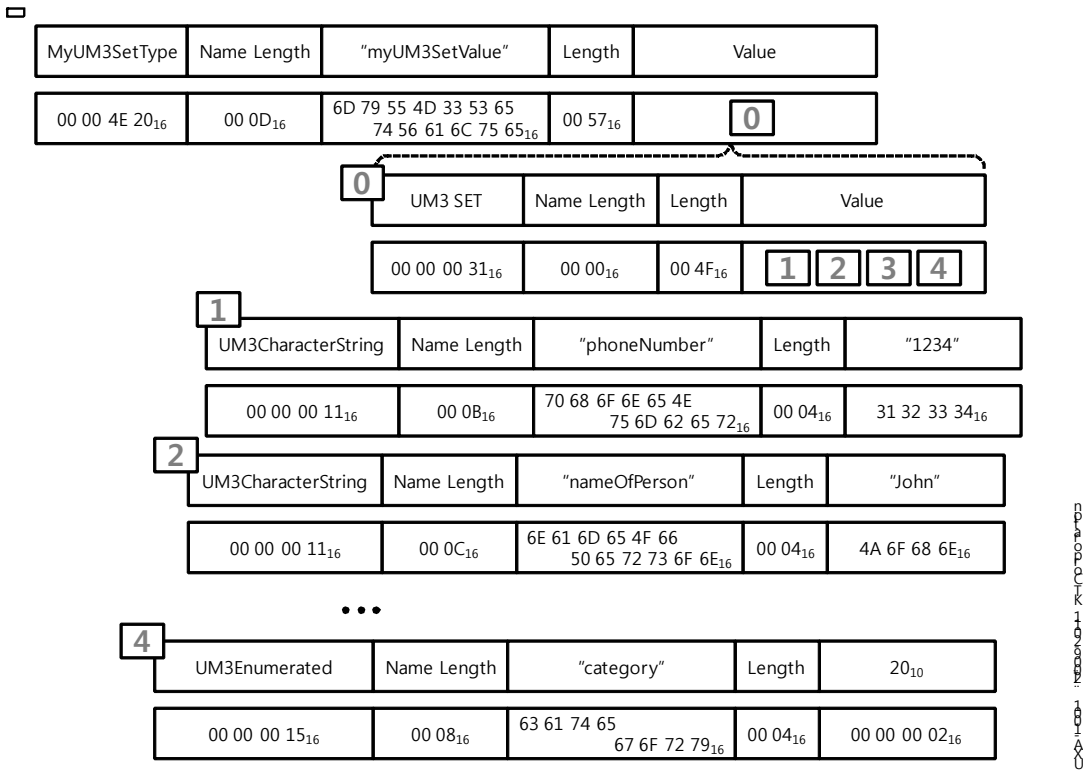 MyUM3SetType Name Length “myUM3SetValue” Length Value
00 00 4E 20₁₆ 00 0D₁₆ 6D 79 55 4D 33 53 65 00 57₁₆ 0
74 56 61 6C 75 65₁₆
0
UM3 SET Name Length Length Value
00 00 00 31₁₆ 00 00₁₆ 00 4F₁₆ 1 2 3 4
1
UM3CharacterString Name Length “phoneNumber” Length “1234”
00 00 00 11₁₆ 00 0B₁₆ 70 68 6F 6E 65 4E 00 04₁₆ 31 32 33 34₁₆
75 6D 62 65 72₁₆
2
UM3CharacterString Name Length “nameOfPerson” Length “John”
00 00 00 11₁₆ 00 0C₁₆ 6E 61 6D 65 4F 66 00 04₁₆ 4A 6F 68 6E₁₆
50 65 72 73 6F 6E₁₆
•••
4
UM3Enumerated Name Length “category” Length 20₁₀
00 00 00 15₁₆ 00 08₁₆ 63 61 74 65 00 04₁₆ 00 00 00 02₁₆
67 6F 72 79₁₆